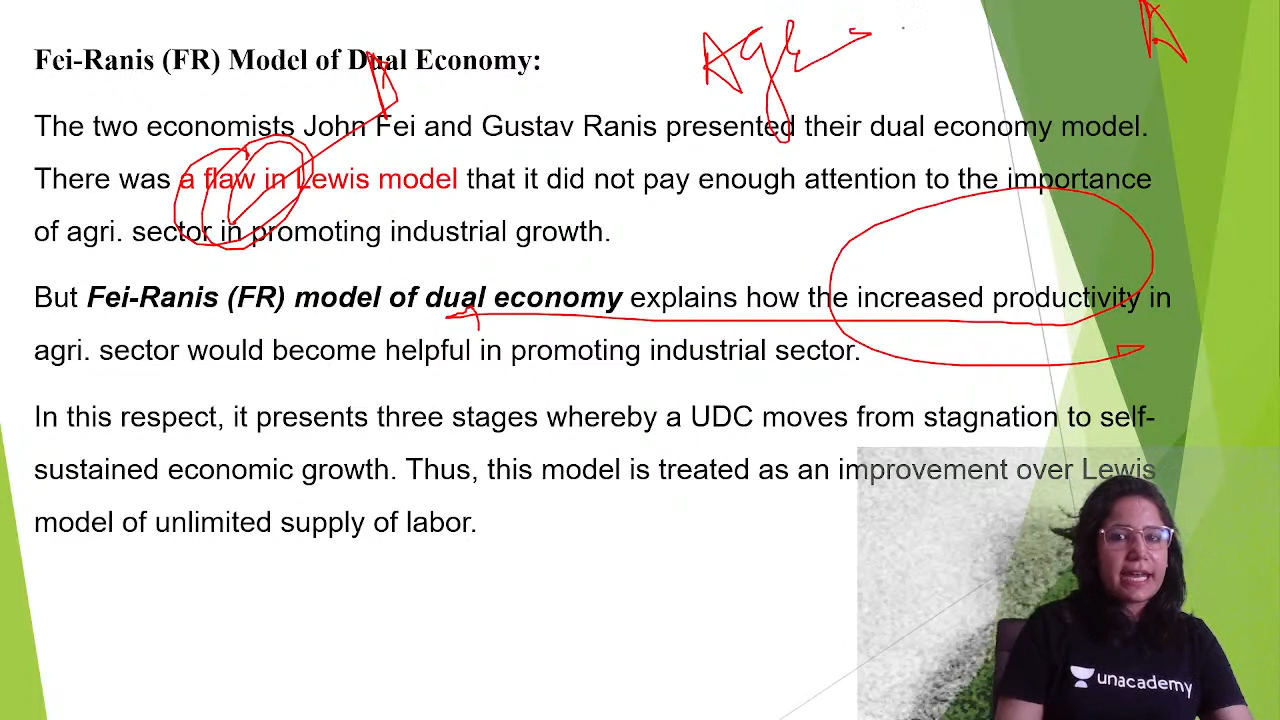 Fei-Ranis (FR) Model of Dual Economy:
The two economists John Fei and Gustav Ranis presented their dual economy model.
There was a flaw in Lewis model that it did not pay enough attention to the importance
of agri. sector in promoting industrial growth.
But Fei-Ranis (FR) model of dual economy explains how the increased productivity in
agri. sector would become helpful in promoting industrial sector.
In this respect, it presents three stages whereby a UDC moves from stagnation to self-
sustained economic growth. Thus, this model is treated as an improvement over Lewis
model of unlimited supply of labor.
unacademy